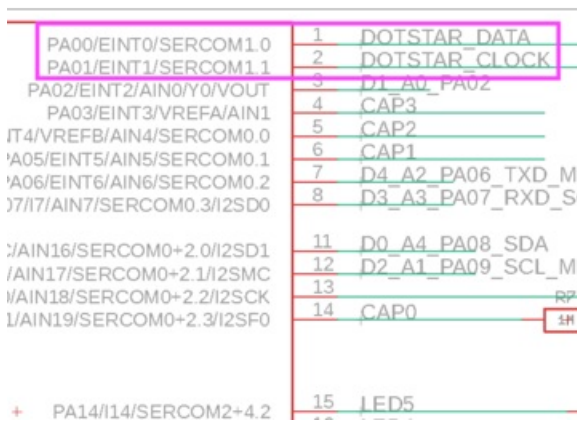 PA00/EINT0/SERCOM1.0 1 DOTSTAR_DATA
PA01/EINT1/SERCOM1.1 2 DOTSTAR_CLOCK
PA02/EINT2/AIN0/Y0/VOUT 3 D1_A0_PA02
PA03/EINT3/VREFA/AIN1 4 CAP3
NT4/VREFB/AIN4/SERCOM0.0 5 CAP2
PA05/EINT5/AIN5/SERCOM0.1 6 CAP1
PA06/EINT6/AIN6/SERCOM0.2 7 D4_A2_PA06_TXD_M
07/I7/AIN7/SERCOM0.3/I2SD0 8 D3_A3_PA07_RXD_S
/AIN16/SERCOM0+2.0/I2SD1 11 D0_A4_PA08_SDA
/AIN17/SERCOM0+2.1/I2SMC 12 D2_A1_PA09_SCL_M
/AIN18/SERCOM0+2.2/I2SCK 13
1/AIN19/SERCOM0+2.3/I2SF0 14 CAP0
R7
1M
PA14/I14/SERCOM2+4.2 15 LED5